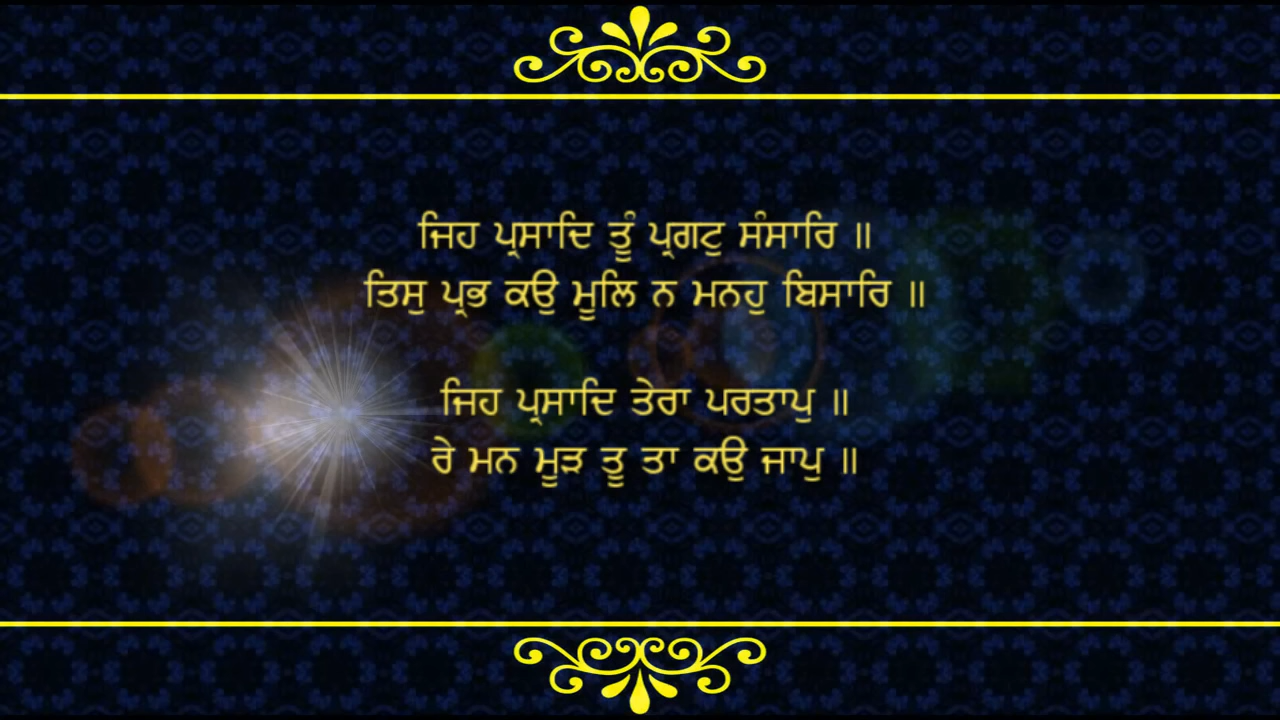 ਜਿਹ ਪ੍ਰਸਾਦਿ ਤੂੰ ਪ੍ਰਗਟੁ ਸੰਸਾਰਿ ॥
ਤਿਸੁ ਪ੍ਰਭ ਕਉ ਮੂਲਿ ਨ ਮਨਹੁ ਬਿਸਾਰਿ ॥
ਜਿਹ ਪ੍ਰਸਾਦਿ ਤੇਰਾ ਪਰਤਾਪੁ ॥
ਰੇ ਮਨ ਮੂੜ ਤੂ ਤਾ ਕਉ ਜਾਪੁ ॥